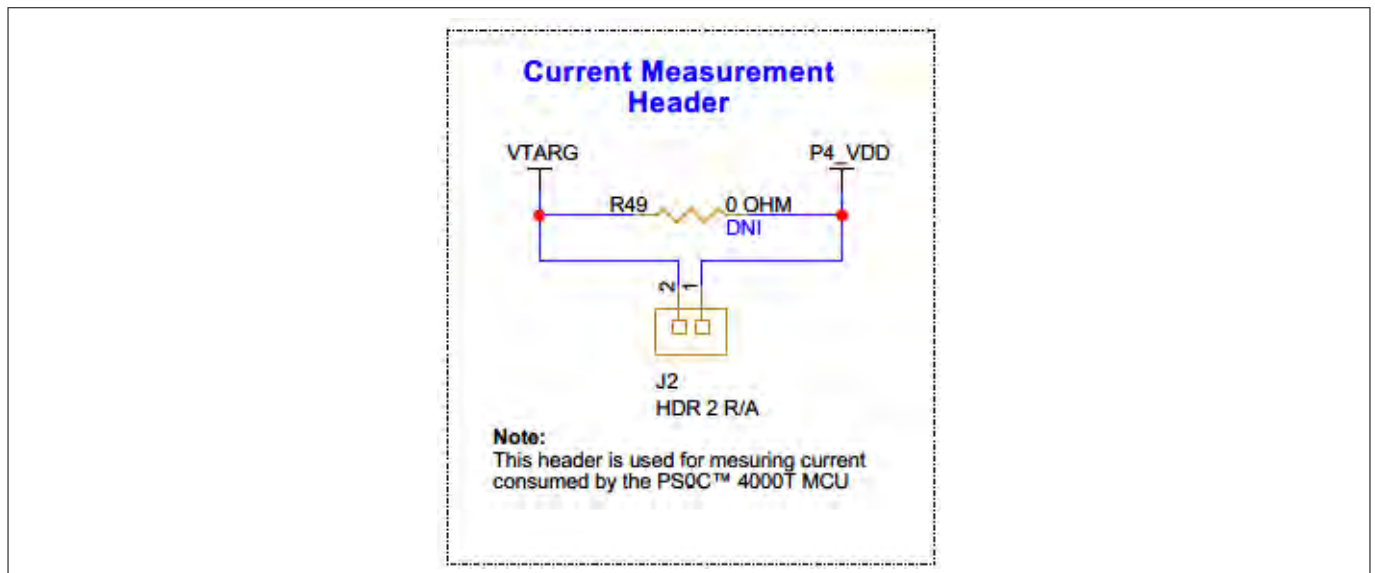 Current Measurement
Header
VTARG
P4_VDD
R49
0 OHM
DNI
2
1
J2
HDR 2 R/A
Note:
This header is used for mesuring current
consumed by the PS0C™ 4000T MCU